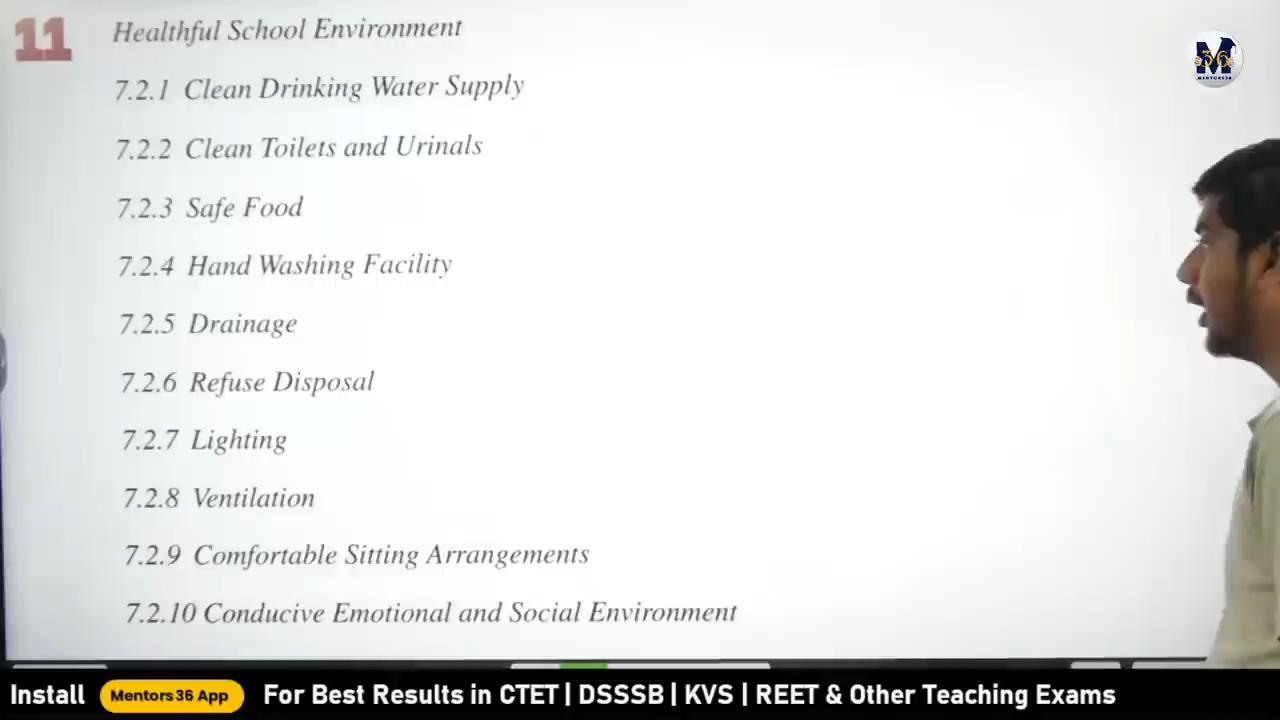 11
Healthful School Environment
7.2.1 Clean Drinking Water Supply
7.2.2 Clean Toilets and Urinals
7.2.3 Safe Food
7.2.4 Hand Washing Facility
7.2.5 Drainage
7.2.6 Refuse Disposal
7.2.7 Lighting
7.2.8 Ventilation
7.2.9 Comfortable Sitting Arrangements
7.2.10 Conducive Emotional and Social Environment
M
36
MENTORS36
Install Mentors36 App For Best Results in CTET | DSSSB | KVS | REET & Other Teaching Exams